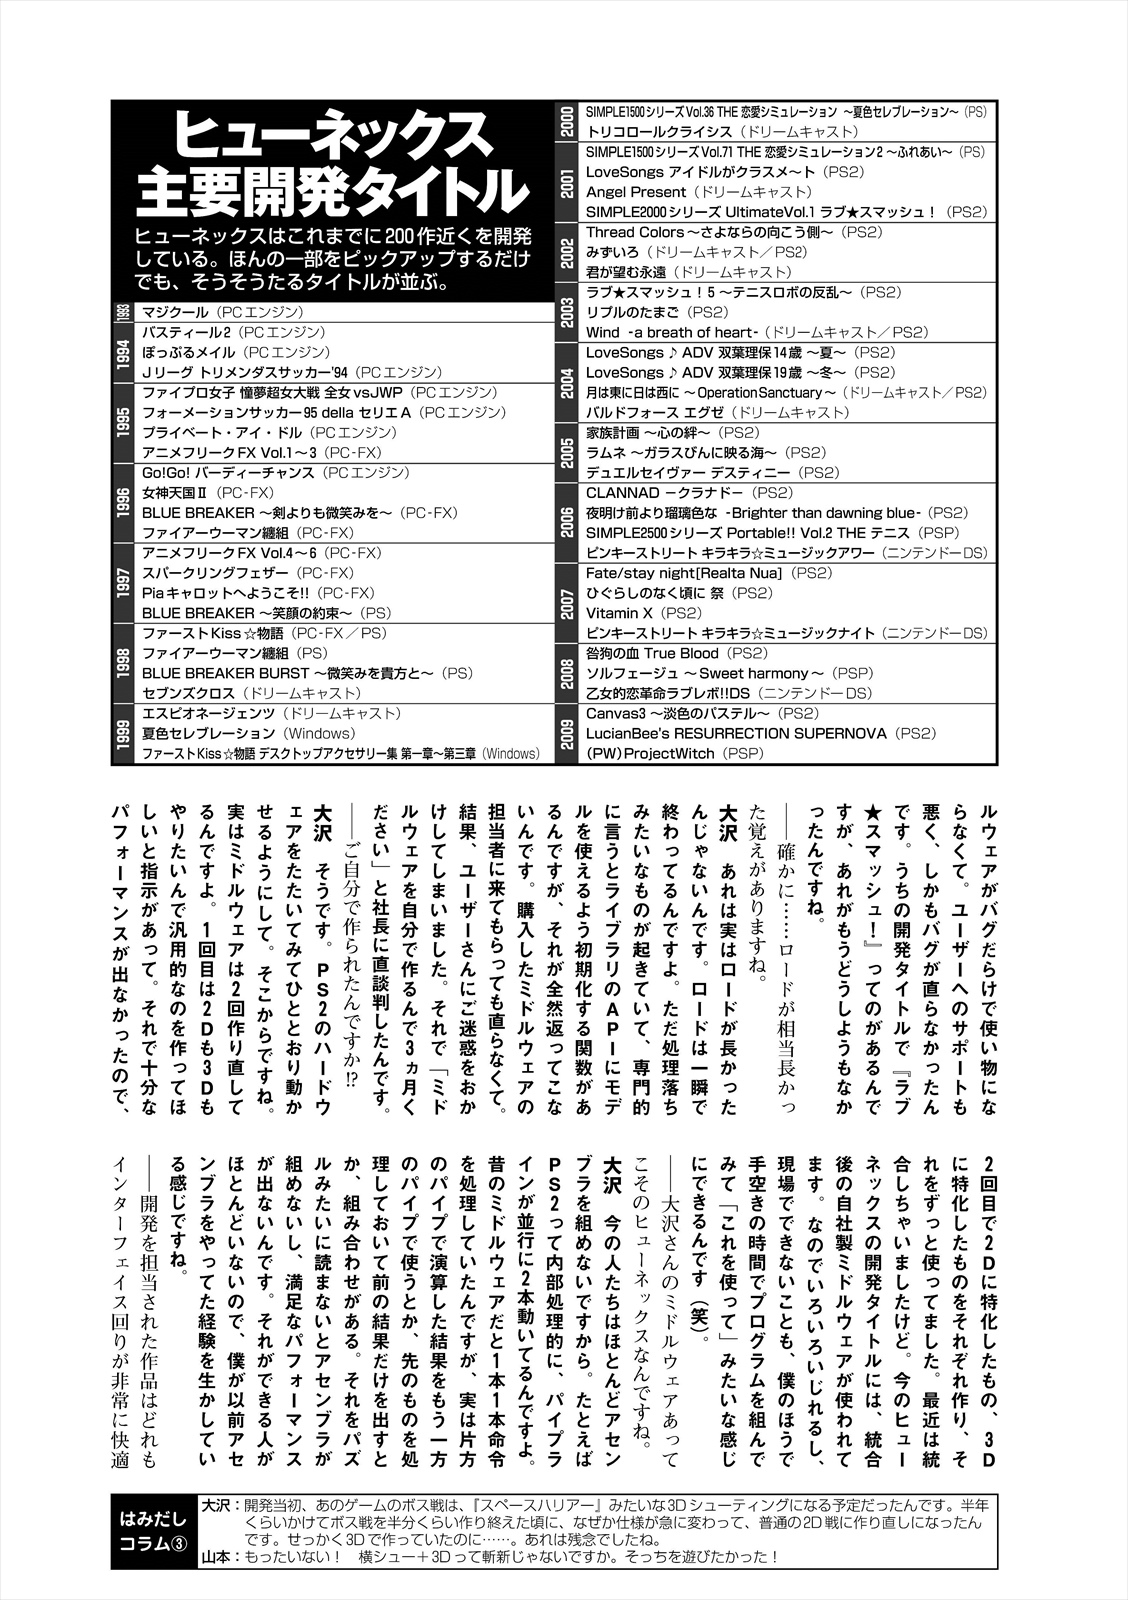 ヒューネックス
主要開発タイトル
ヒューネックスはこれまでに200作近くを開発
している。ほんの一部をピックアップするだけ
でも、そうそうたるタイトルが並ぶ。
1993
マジクール（PCエンジン）
1994
バスティール2（PCエンジン）
ぽっぷるメイル（PCエンジン）
Jリーグ トリメンダスサッカー'94（PCエンジン）
1995
ファイプロ女子 憧夢超女大戦 全女vsJWP（PCエンジン）
フォーメーションサッカー95 della セリエA（PCエンジン）
プライベート・アイ・ドル（PCエンジン）
アニメフリークFX Vol.1～3（PC-FX）
1996
Go!Go! バーディーチャンス（PCエンジン）
女神天国Ⅱ（PC-FX）
BLUE BREAKER ～剣よりも微笑みを～（PC-FX）
ファイアーウーマン纏組（PC-FX）
1997
アニメフリークFX Vol.4～6（PC-FX）
スパークリングフェザー（PC-FX）
Piaキャロットへようこそ!!（PC-FX）
BLUE BREAKER ～笑顔の約束～（PS）
1998
ファーストKiss☆物語（PC-FX／PS）
ファイアーウーマン纏組（PS）
BLUE BREAKER BURST ～微笑みを貴方と～（PS）
セブンズクロス（ドリームキャスト）
1999
エスピオネージェンツ（ドリームキャスト）
夏色セレブレーション（Windows）
ファーストKiss☆物語 デスクトップアクセサリー集 第一章～第三章（Windows）
2000
SIMPLE1500シリーズVol.36 THE 恋愛シミュレーション ～夏色セレブレーション～（PS）
トリコロールクライシス（ドリームキャスト）
2001
SIMPLE1500シリーズVol.71 THE 恋愛シミュレーション2 ～ふれあい～（PS）
LoveSongs アイドルがクラスメ～ト（PS2）
Angel Present（ドリームキャスト）
SIMPLE2000シリーズ UltimateVol.1 ラブ★スマッシュ！（PS2）
2002
Thread Colors～さよならの向こう側～（PS2）
みずいろ（ドリームキャスト／PS2）
君が望む永遠（ドリームキャスト）
2003
ラブ★スマッシュ！5 ～テニスロボの反乱～（PS2）
リプルのたまご（PS2）
Wind -a breath of heart-（ドリームキャスト／PS2）
2004
LoveSongs♪ADV 双葉理保14歳 ～夏～（PS2）
LoveSongs♪ADV 双葉理保19歳 ～冬～（PS2）
月は東に日は西に ～OperationSanctuary～（ドリームキャスト／PS2）
バルドフォース エグゼ（ドリームキャスト）
2005
家族計画 ～心の絆～（PS2）
ラムネ ～ガラスびんに映る海～（PS2）
デュエルセイヴァー デスティニー（PS2）
2006
CLANNAD －クラナド－（PS2）
夜明け前より瑠璃色な -Brighter than dawning blue-（PS2）
SIMPLE2500シリーズ Portable!! Vol.2 THE テニス（PSP）
ピンキーストリート キラキラ☆ミュージックアワー（ニンテンドーDS）
2007
Fate/stay night[Realta Nua]（PS2）
ひぐらしのなく頃に 祭（PS2）
Vitamin X（PS2）
ピンキーストリート キラキラ☆ミュージックナイト（ニンテンドーDS）
2008
咎狗の血 True Blood（PS2）
ソルフェージュ ～Sweet harmony～（PSP）
乙女的恋革命ラブレボ!!DS（ニンテンドーDS）
2009
Canvas3 ～淡色のパステル～（PS2）
LucianBee's RESURRECTION SUPERNOVA（PS2）
(PW)ProjectWitch（PSP）
ルウェアがバグだらけで使い物にな
らなくて。ユーザーへのサポートも
悪く、しかもバグが直らなかったん
です。うちの開発タイトルで『ラブ
★スマッシュ！』ってのがあるんで
すが、あれがもうどうしようもなか
ったんですね。
――確かに……ロードが相当長かっ
た覚えがありますね。
大沢　あれは実はロードが長かった
んじゃないんです。ロードは一瞬で
終わってるんですよ。ただ処理落ち
みたいなものが起きていて、専門的
に言うとライブラリのAPIにモデ
ルを使えるよう初期化する関数があ
るんですが、それが全然返ってこな
いんです。購入したミドルウェアの
担当者に来てもらっても直らなくて。
結果、ユーザーさんにご迷惑をおか
けしてしまいました。それで「ミド
ルウェアを自分で作るんで3ヵ月く
ださい」と社長に直談判したんです。
――ご自分で作られたんですか!?
大沢　そうです。PS2のハードウ
ェアをたたいてみてひととおり動か
せるようにして。そこからですね。
実はミドルウェアは2回作り直して
るんですよ。1回目は2Dも3Dも
やりたいんで汎用的なのを作ってほ
しいと指示があって。それで十分な
パフォーマンスが出なかったので、
2回目で2Dに特化したもの、3D
に特化したものをそれぞれ作り、そ
れをずっと使ってました。最近は統
合しちゃいましたけど。今のヒュー
ネックスの開発タイトルには、統合
後の自社製ミドルウェアが使われて
ます。なのでいろいろいじれるし、
現場でできないことも、僕のほうで
手空きの時間でプログラムを組んで
みて「これを使って」みたいな感じ
にできるんです（笑）。
――大沢さんのミドルウェアあって
こそのヒューネックスなんですね。
大沢　今の人たちはほとんどアセン
ブラを組めないですから。たとえば
PS2って内部処理的に、パイプラ
インが並行に2本動いてるんですよ。
昔のミドルウェアだと1本1本命令
を処理していたんですが、実は片方
のパイプで演算した結果をもう一方
のパイプで使うとか、先のものを処
理しておいて前の結果だけを出すと
か、組み合わせがある。それをパズ
ルみたいに読まないとアセンブラが
組めないし、満足なパフォーマンス
が出ないんです。それができる人が
ほとんどいないので、僕が以前アセ
ンブラをやってた経験を生かしてい
る感じですね。
――開発を担当された作品はどれも
インターフェイス回りが非常に快適
はみだし
コラム③
大沢：開発当初、あのゲームのボス戦は、『スペースハリアー』みたいな3Dシューティングになる予定だったんです。半年
くらいかけてボス戦を半分くらい作り終えた頃に、なぜか仕様が急に変わって、普通の2D戦に作り直しになったん
です。せっかく3Dで作っていたのに……。あれは残念でしたね。
山本：もったいない！　横シュー＋3Dって斬新じゃないですか。そっちを遊びたかった！